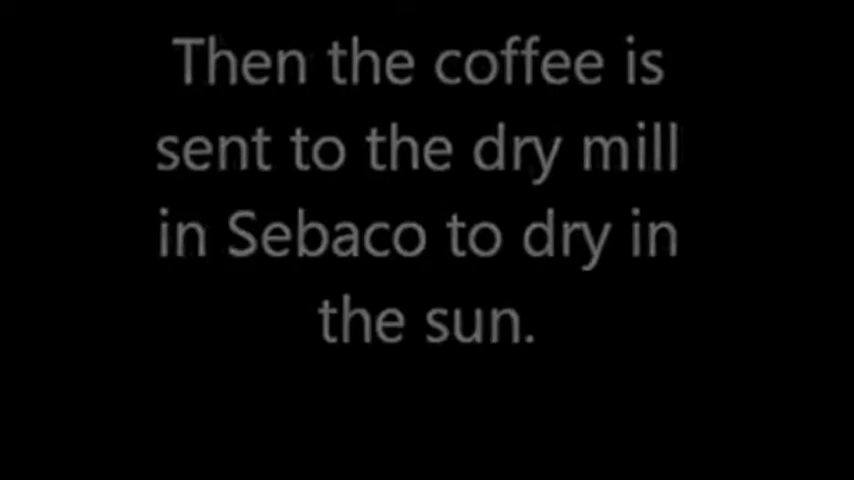 Then the coffee is
sent to the dry mill
in Sebaco to dry in
the sun.